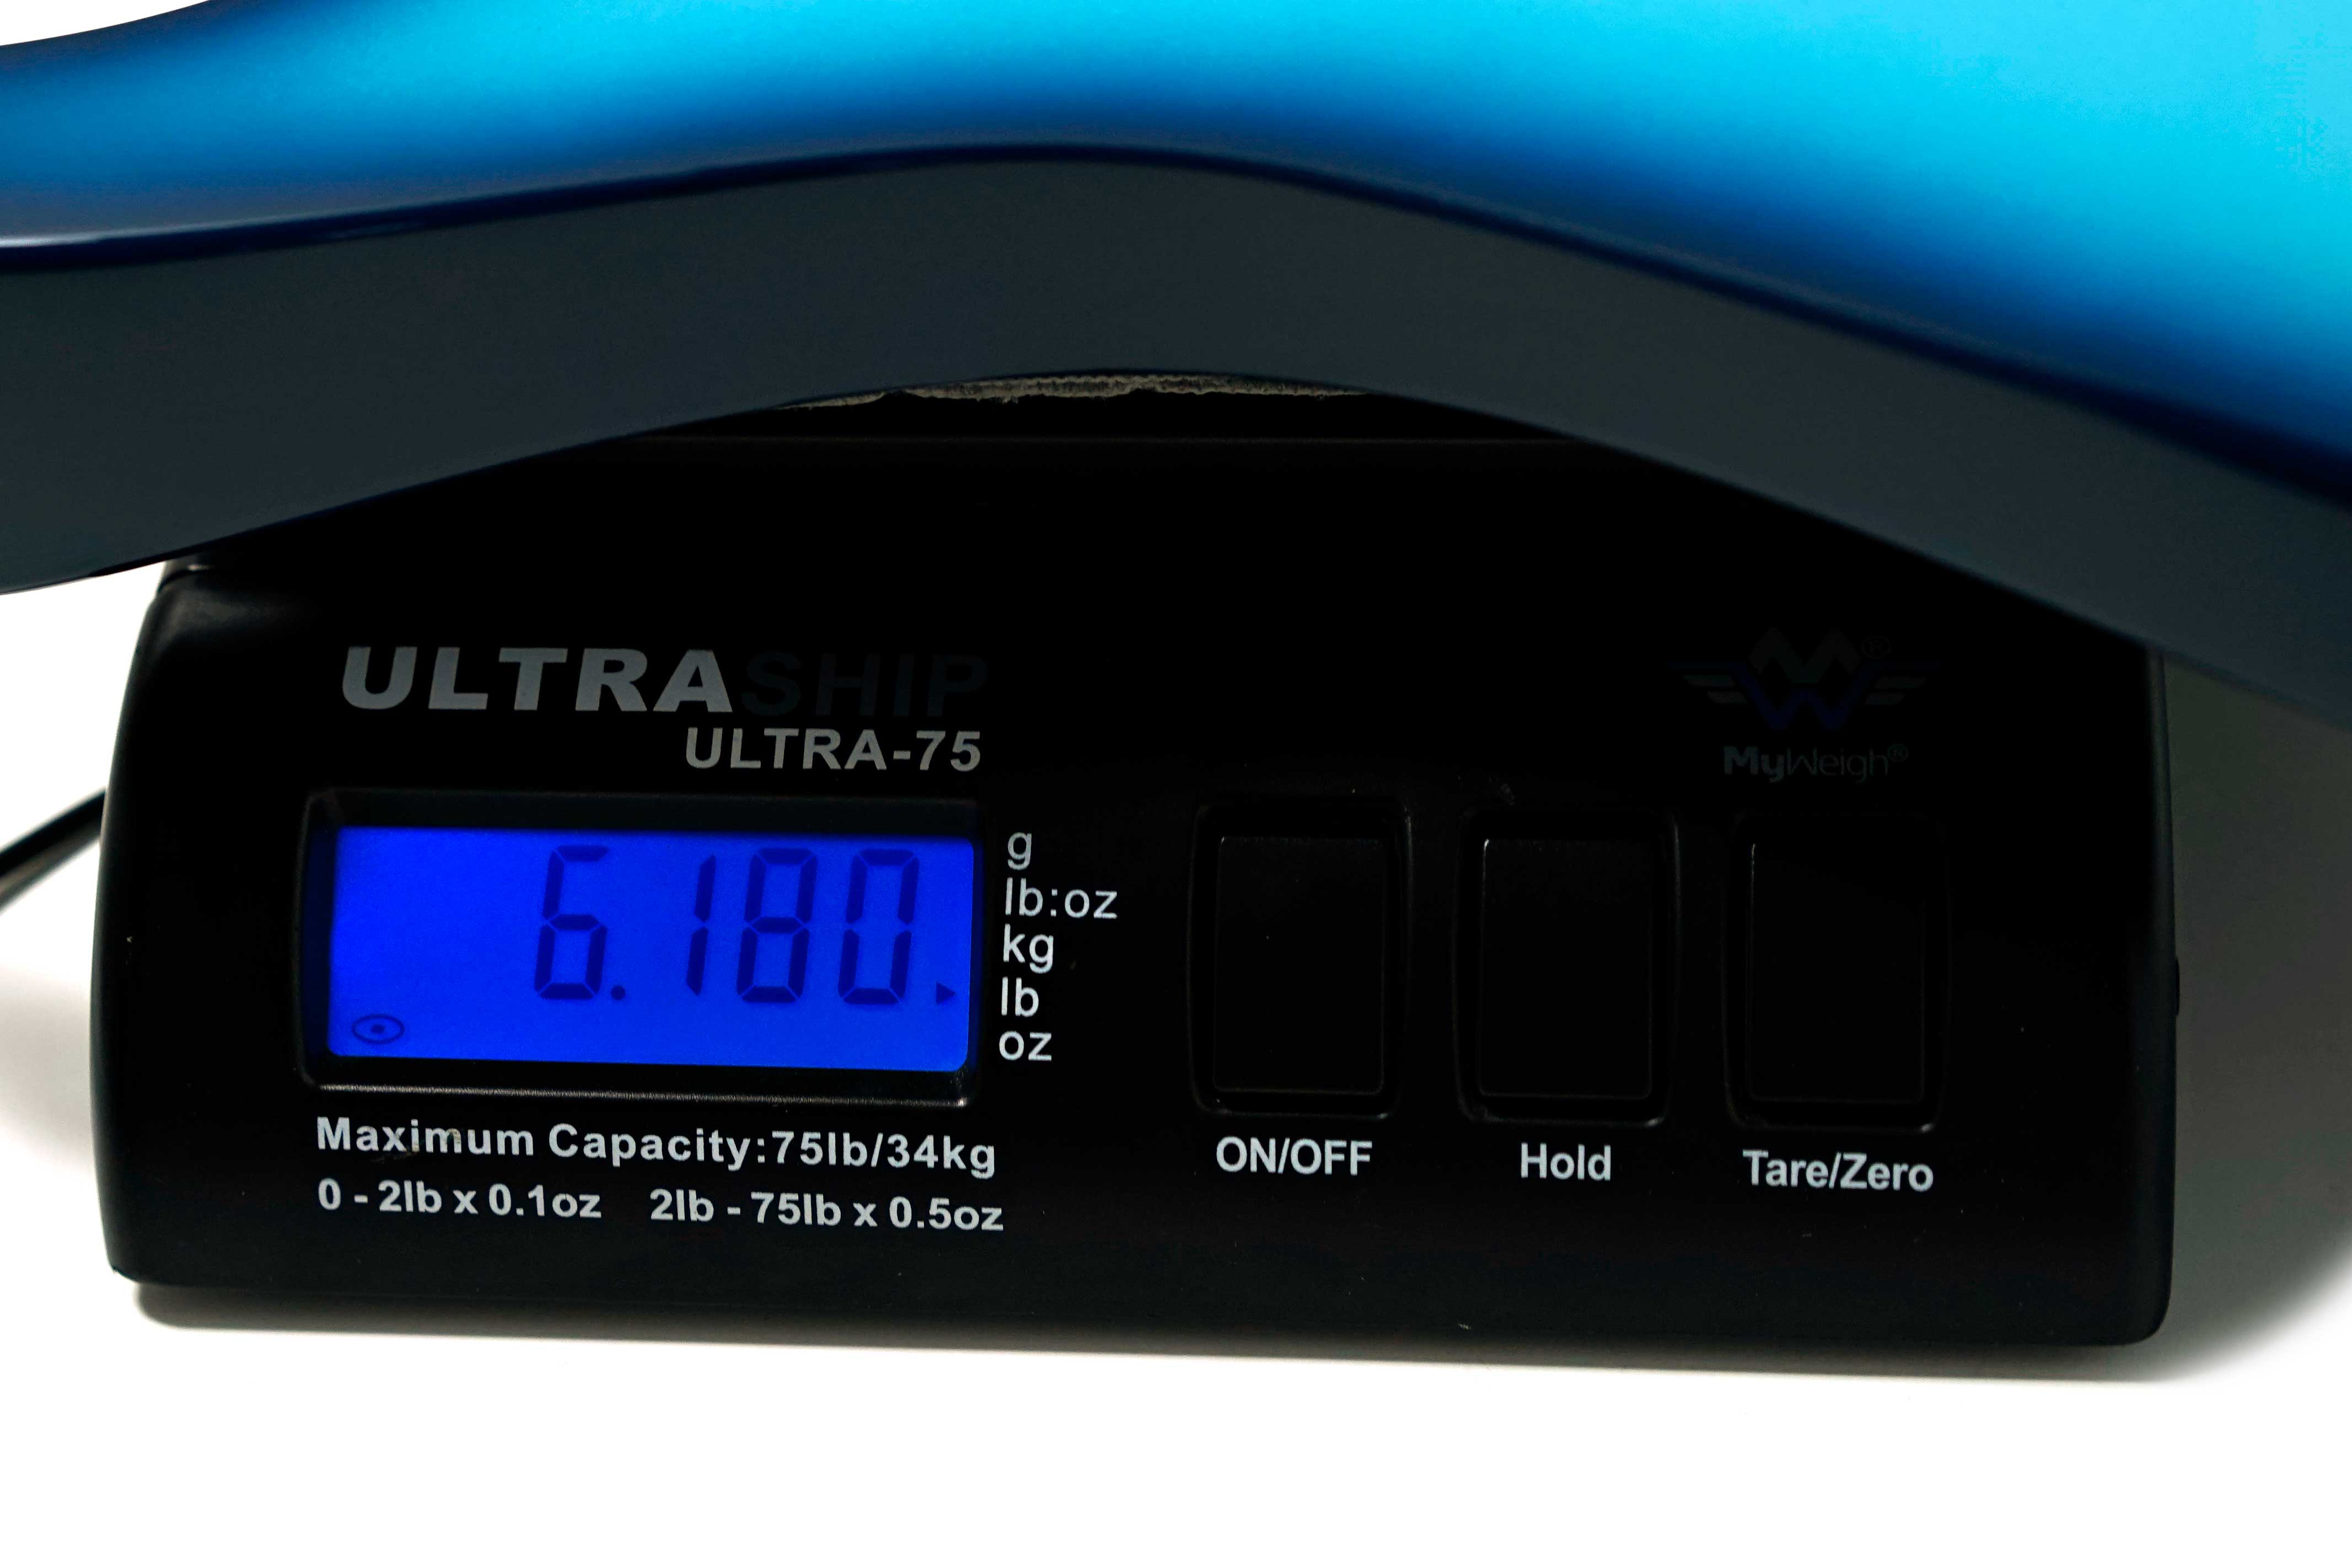 ULTRASHIP
ULTRA-75
MW®
MyWeigh®
6.180
g
lb:oz
kg
lb
oz
Maximum Capacity:75lb/34kg
0 - 2lb x 0.1oz 2lb - 75lb x 0.5oz
ON/OFF
Hold
Tare/Zero